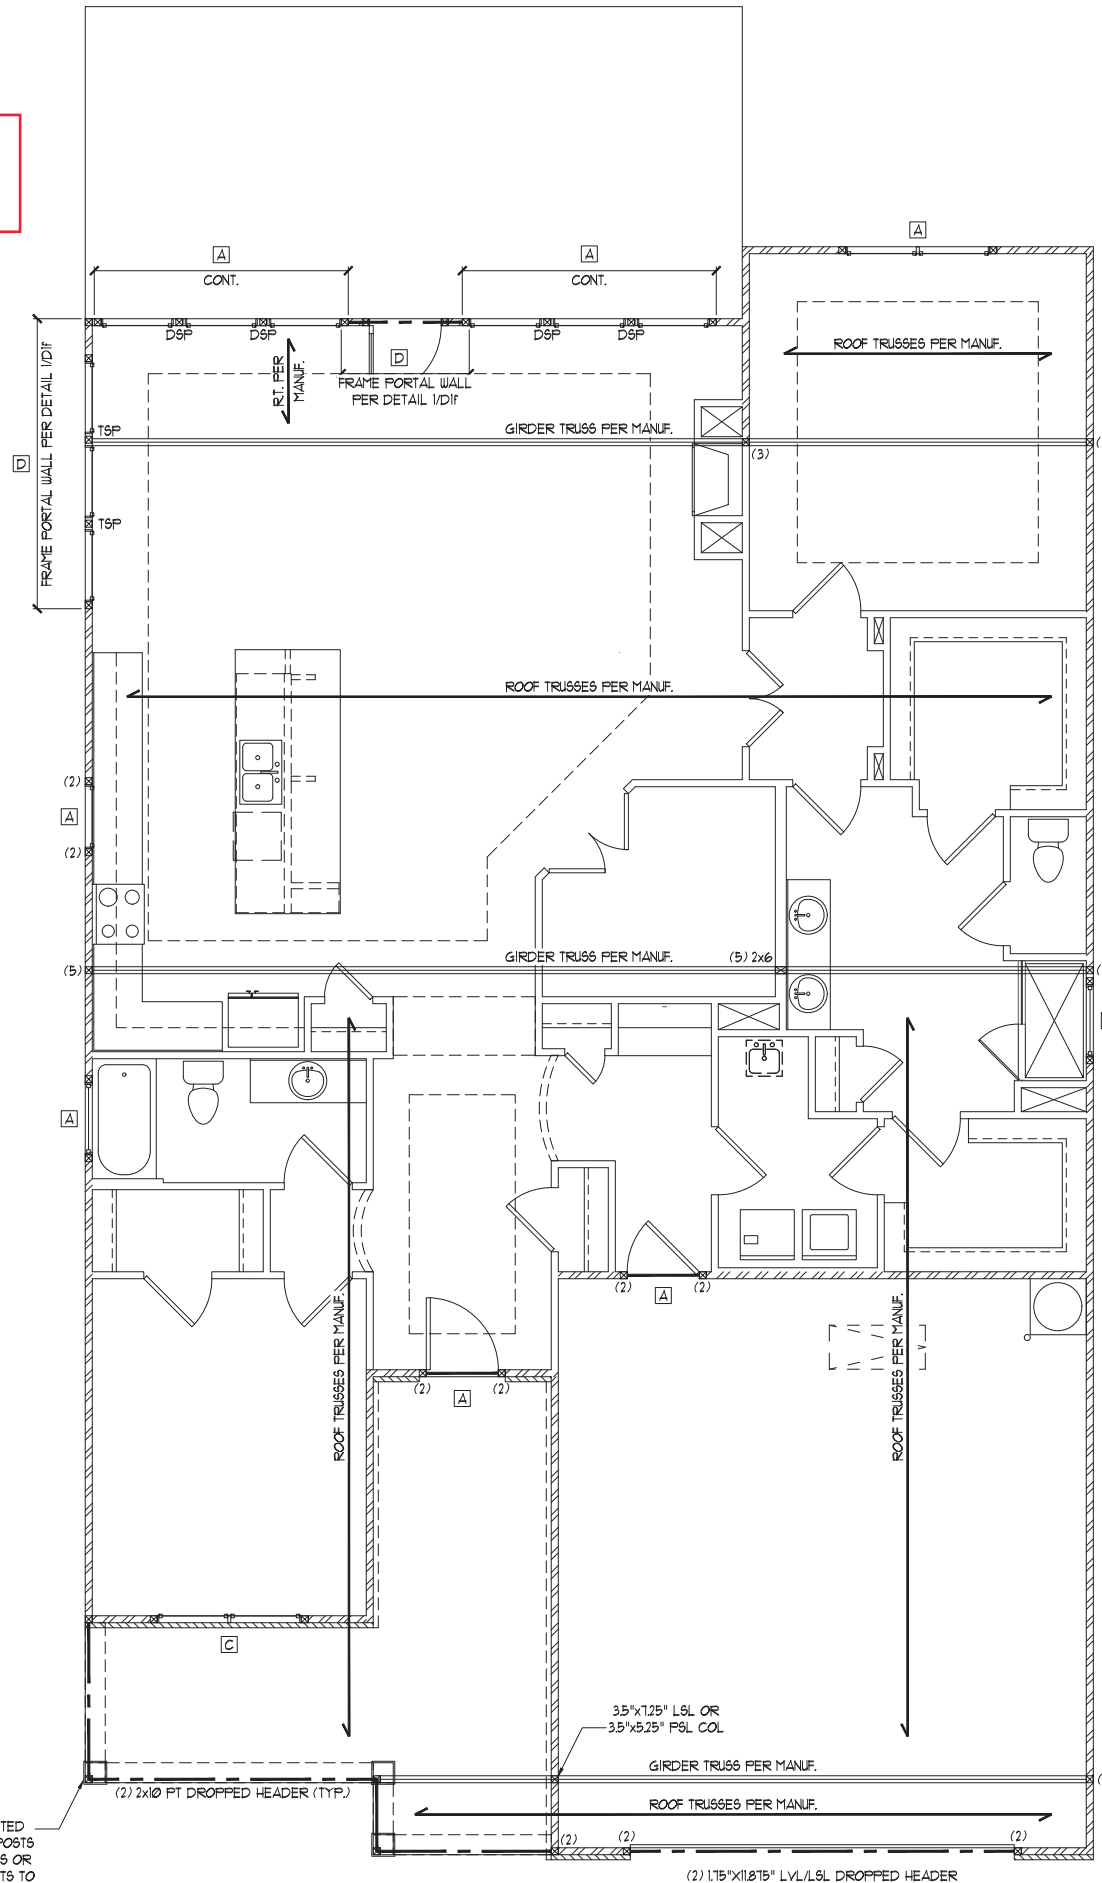 A
A
A
CONT.
CONT.
DSP
DSP
DSP
DSP
R.T. PER
MANUF.
D
FRAME PORTAL WALL
PER DETAIL 1/D1f
ROOF TRUSSES PER MANUF.
FRAME PORTAL WALL PER DETAIL 1/D1f
D
TSP
GIRDER TRUSS PER MANUF.
(3)
TSP
ROOF TRUSSES PER MANUF.
(2)
A
(2)
GIRDER TRUSS PER MANUF.
(5) 2x6
(5)
A
(2)
A
(2)
ROOF TRUSSES PER MANUF.
ROOF TRUSSES PER MANUF.
(2)
A
(2)
C
3.5"x7.25" LSL OR
3.5"x5.25" PSL COL
GIRDER TRUSS PER MANUF.
(2) 2x10 PT DROPPED HEADER (TYP.)
ROOF TRUSSES PER MANUF.
TED
POSTS
S OR
TS TO
(2)
(2)
(2)
(2) 1.75"X11.875" LVL/LSL DROPPED HEADER